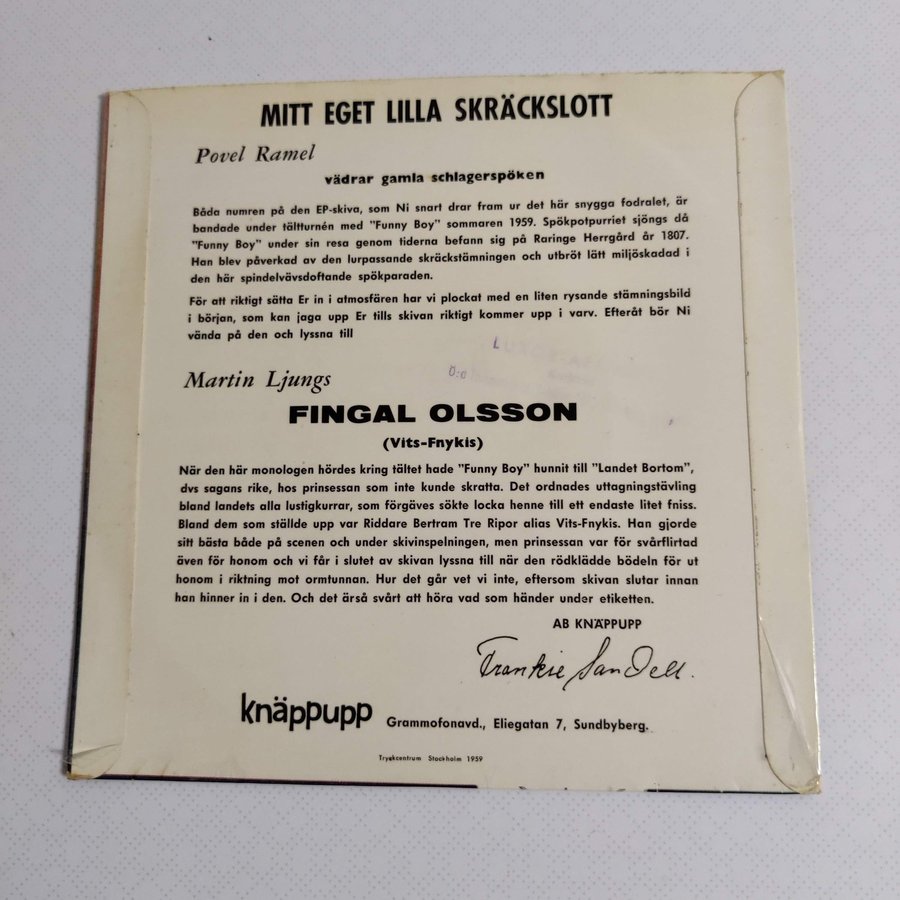 MITT EGET LILLA SKRÄCKSLOTT
Povel Ramel
vädrar gamla schlagerspöken
Båda numren på den EP-skiva, som Ni snart drar fram ur det här snygga fodralet, är
bandade under tältturnén med "Funny Boy" sommaren 1959. Spökpotpurriet sjöngs då
"Funny Boy" under sin resa genom tiderna befann sig på Raringe Herrgård år 1807.
Han blev påverkad av den lurpassande skräckstämningen och utbröt lätt miljöskadad i
den här spindelvävsdoftande spökparaden.
För att riktigt sätta Er in i atmosfären har vi plockat med en liten rysande stämningsbild
i början, som kan jaga upp Er tills skivan riktigt kommer upp i varv. Efteråt bör Ni
vända på den och lyssna till
Martin Ljungs
FINGAL OLSSON
(Vits-Fnykis)
När den här monologen hördes kring tältet hade "Funny Boy" hunnit till "Landet Bortom",
dvs sagans rike, hos prinsessan som inte kunde skratta. Det ordnades uttagningstävling
bland landets alla lustigkurrar, som förgäves sökte locka henne till ett endaste litet fniss.
Bland dem som ställde upp var Riddare Bertram Tre Ripor alias Vits-Fnykis. Han gjorde
sitt bästa både på scenen och under skivinspelningen, men prinsessan var för svårflirtad
även för honom och vi får i slutet av skivan lyssna till när den rödklädde bödeln för ut
honom i riktning mot ormtunnan. Hur det går vet vi inte, eftersom skivan slutar innan
han hinner in i den. Och det ärså svårt att höra vad som händer under etiketten.
AB KNÄPPUPP
Frankie SanDell.
knäppupp Grammofonavd., Eliegatan 7, Sundbyberg.
Tryckcentrum Stockholm 1959